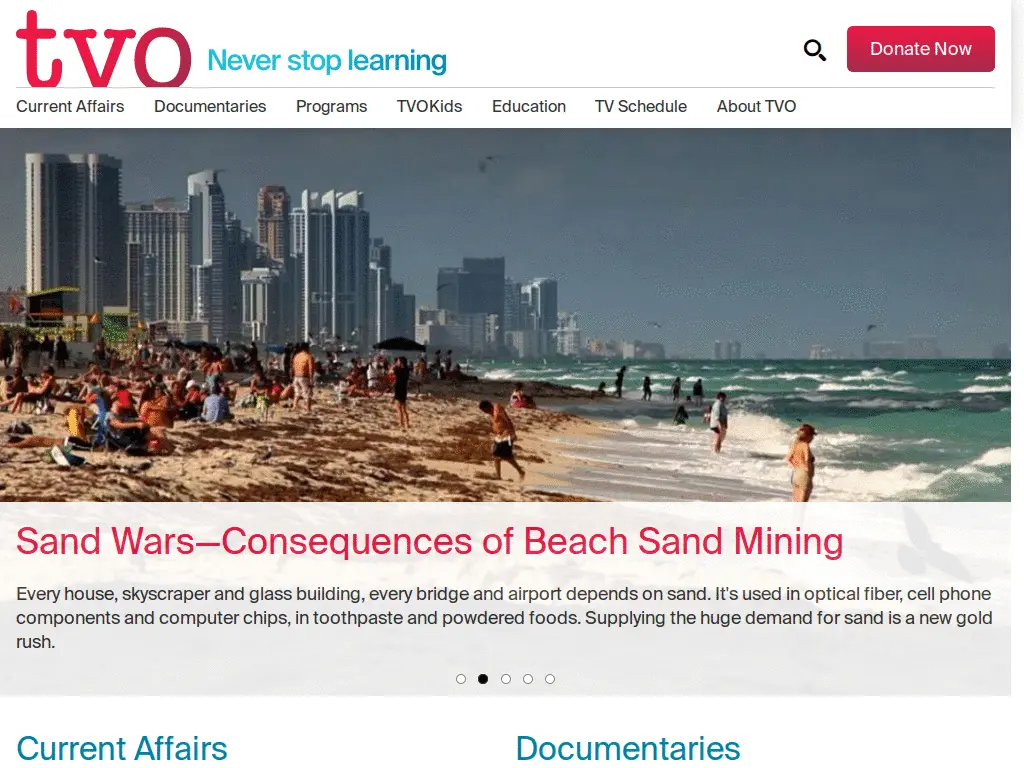 tvo Never stop learning
Donate Now
Current Affairs Documentaries Programs TVOKids Education TV Schedule About TVO
Sand Wars—Consequences of Beach Sand Mining
Every house, skyscraper and glass building, every bridge and airport depends on sand. It's used in optical fiber, cell phone
components and computer chips, in toothpaste and powdered foods. Supplying the huge demand for sand is a new gold
rush.
Current Affairs
Documentaries